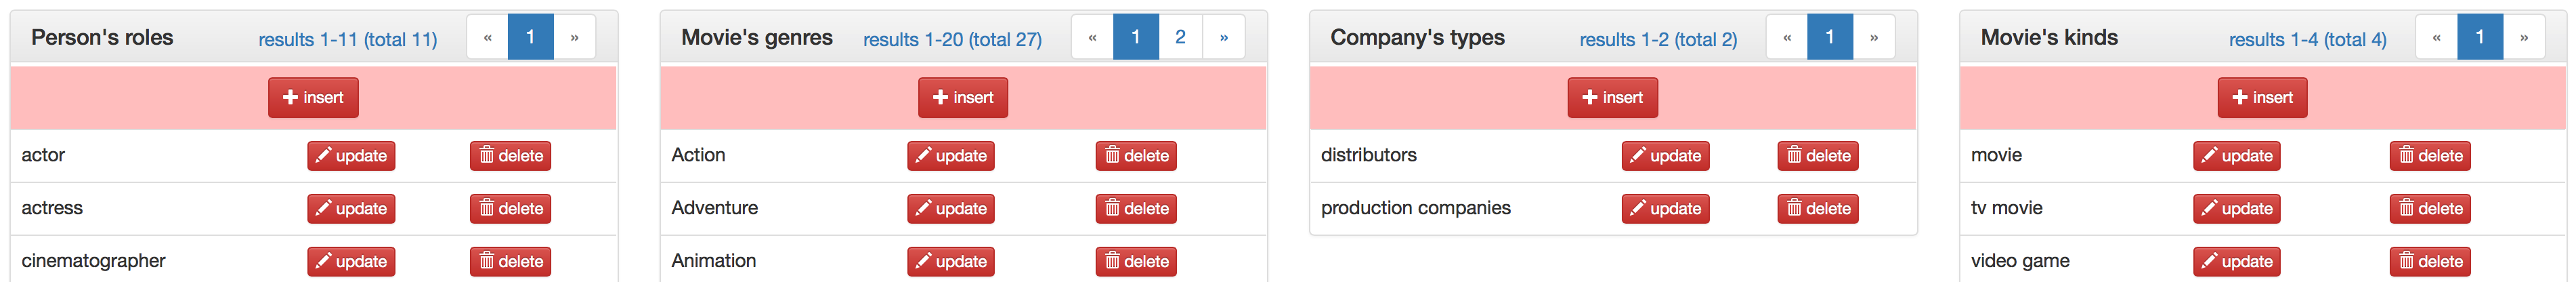 Person's roles results 1-11 (total 11) « 1 »
+ insert
actor update delete
actress update delete
cinematographer update delete
Movie's genres results 1-20 (total 27) « 1 2 »
+ insert
Action update delete
Adventure update delete
Animation update delete
Company's types results 1-2 (total 2) « 1 »
+ insert
distributors update delete
production companies update delete
Movie's kinds results 1-4 (total 4) « 1 »
+ insert
movie update delete
tv movie update delete
video game update delete